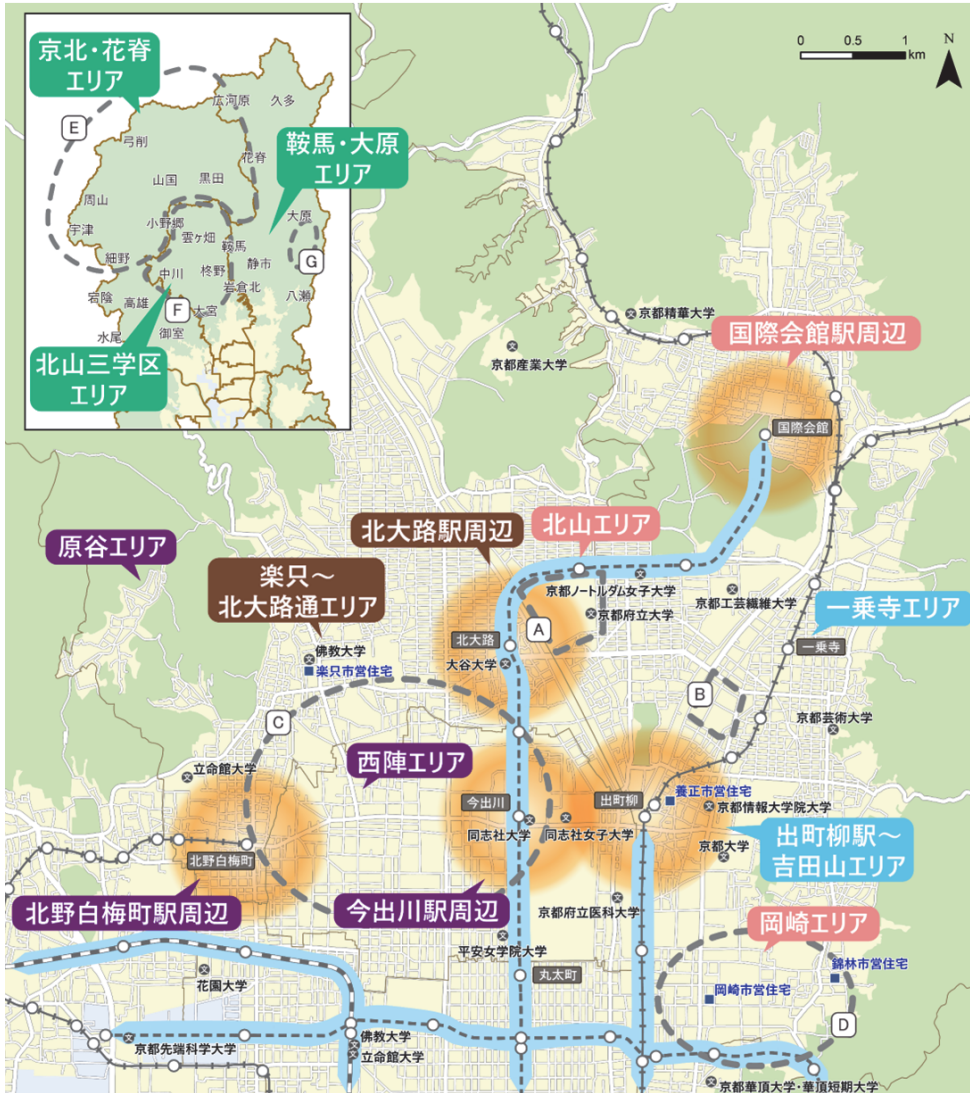 京北・花脊
エリア
広河原
久多
E
弓削
鞍馬・大原
エリア
花脊
山国
黒田
周山
小野郷
大原
宇津
雲ヶ畑
鞍馬
細野
静市
G
中川
柊野
岩倉北
宕陰
高雄
F
大宮
八瀬
水尾
御室
北山三学区
エリア
0
0.5
1
km
N
京都精華大学
国際会館駅周辺
京都産業大学
国際会館
北大路駅周辺
北山エリア
原谷エリア
楽只～
北大路通エリア
京都ノートルダム女子大学
京都工芸繊維大学
一乗寺エリア
京都府立大学
A
北大路
一乗寺
佛教大学
大谷大学
楽只市営住宅
B
C
京都芸術大学
西陣エリア
立命館大学
今出川
出町柳
養正市営住宅
京都情報大学院大学
同志社大学
同志社女子大学
出町柳駅～
吉田山エリア
京都大学
北野白梅町
北野白梅町駅周辺
今出川駅周辺
京都府立医科大学
岡崎エリア
平安女学院大学
丸太町
錦林市営住宅
花園大学
岡崎市営住宅
D
京都先端科学大学
佛教大学
立命館大学
京都華頂大学・華頂短期大学